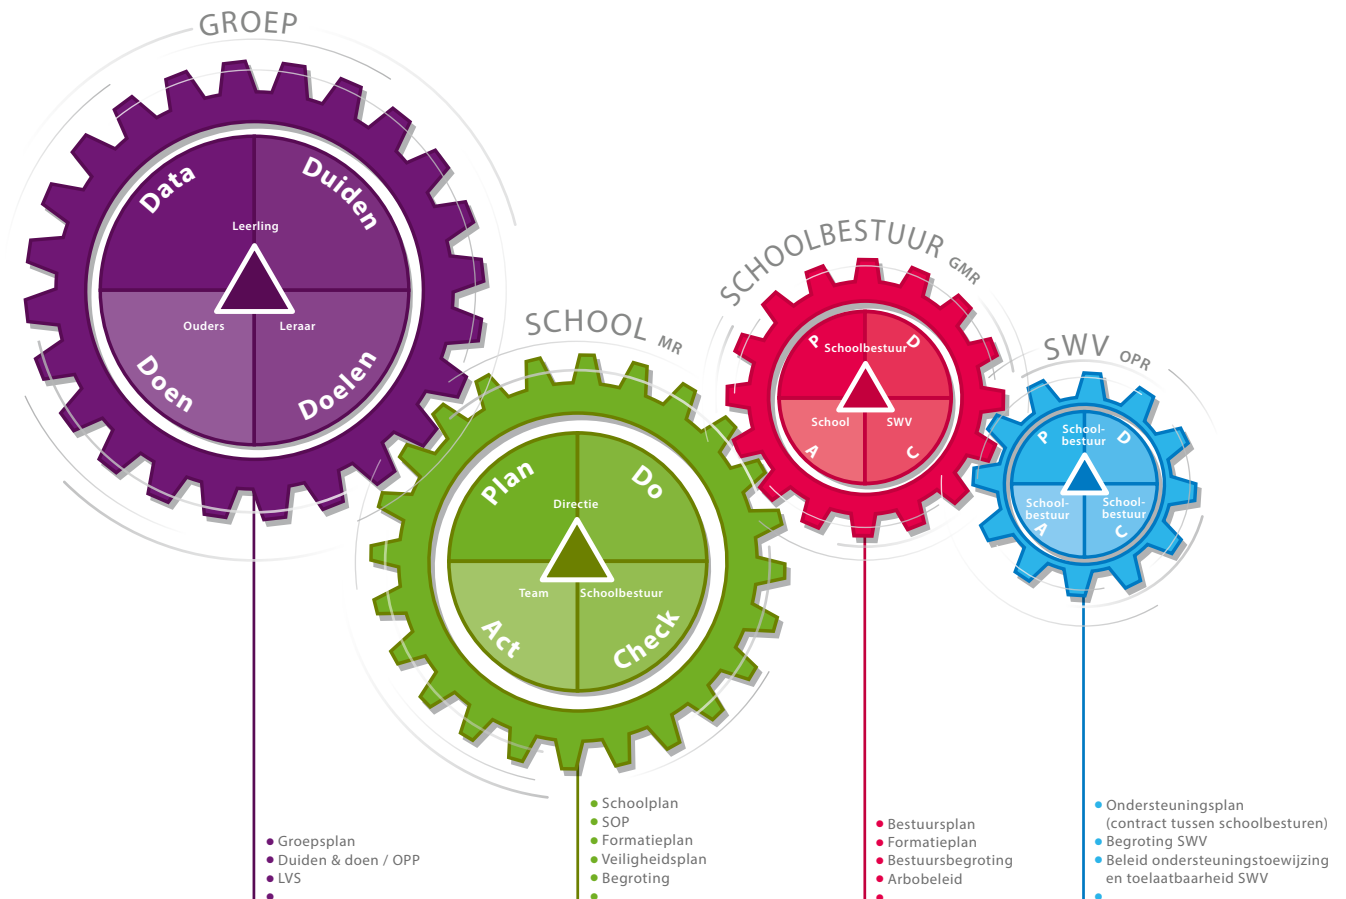 GROEP
Data
Duiden
Leerling
Ouders
Leraar
Doen
Doelen
SCHOOL MR
Plan
Do
Directie
Team
Schoolbestuur
Act
Check
SCHOOLBESTUUR GMR
P
D
Schoolbestuur
School
SWV
A
C
SWV OPR
P
D
School-
bestuur
School-
bestuur
School-
bestuur
A
C
• Groepsplan
• Duiden & doen / OPP
• LVS
•
• Schoolplan
• SOP
• Formatieplan
• Veiligheidsplan
• Begroting
•
• Bestuursplan
• Formatieplan
• Bestuursbegroting
• Arbobeleid
•
• Ondersteuningsplan
(contract tussen schoolbesturen)
• Begroting SWV
• Beleid ondersteuningstoewijzing
en toelaatbaarheid SWV
•